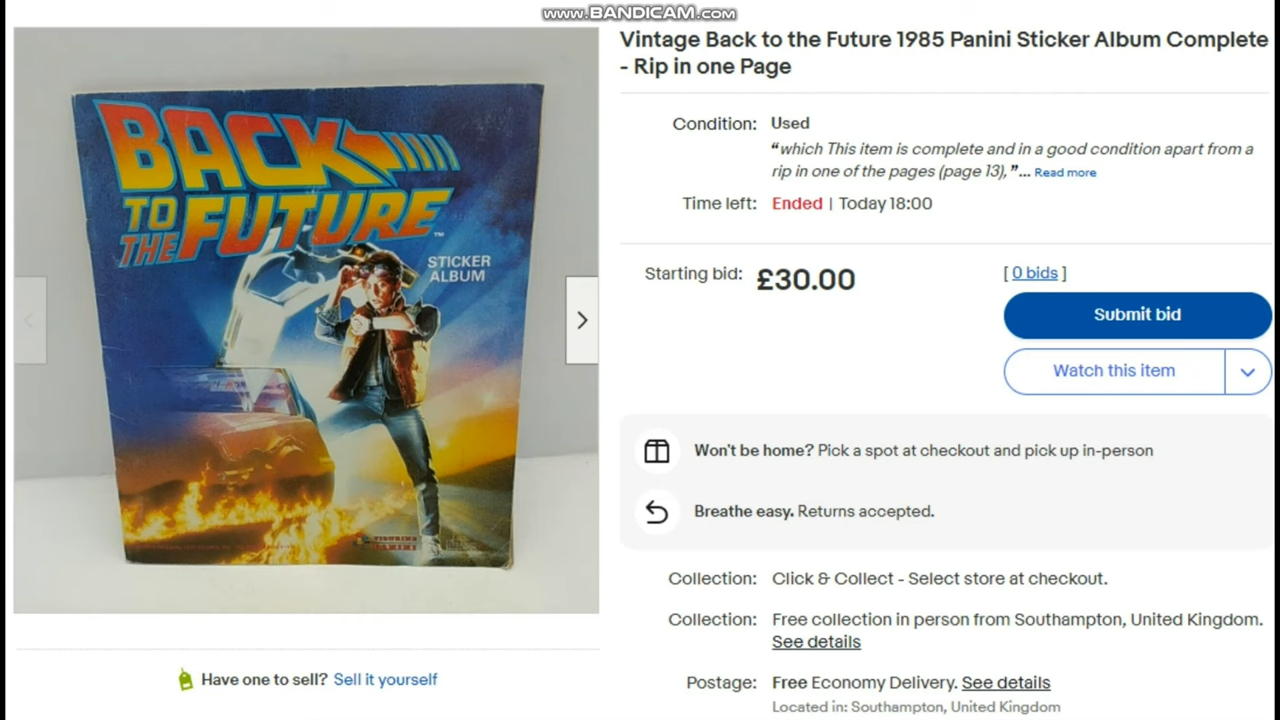 www.BANDICAM.com
Vintage Back to the Future 1985 Panini Sticker Album Complete
- Rip in one Page
Condition: Used
“which This item is complete and in a good condition apart from a
rip in one of the pages (page 13),”... Read more
Time left: Ended | Today 18:00
Starting bid: £30.00
[ 0 bids ]
Submit bid
Watch this item
Won't be home? Pick a spot at checkout and pick up in-person
Breathe easy. Returns accepted.
Collection: Click & Collect - Select store at checkout.
Collection: Free collection in person from Southampton, United Kingdom.
See details
Postage: Free Economy Delivery. See details
Located in: Southampton, United Kingdom
BACK
TO
THE FUTURE™
STICKER
ALBUM
FIGURINE
PANINI
Have one to sell? Sell it yourself